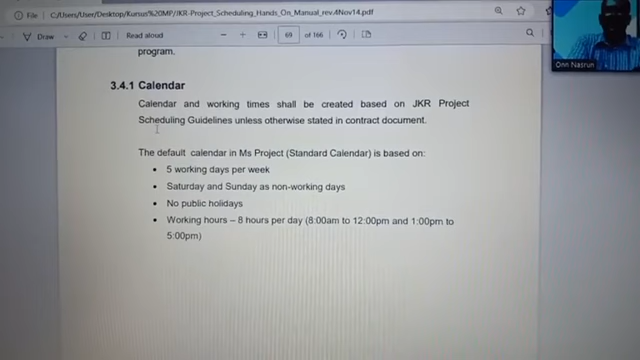 File C:/Users/User/Desktop/Kursus%20MP/JKR-Project_Scheduling_Hands_On_Manual_rev.4Nov14.pdf
Draw Read aloud 69 of 166
Onn Nasrun
program.
3.4.1 Calendar
Calendar and working times shall be created based on JKR Project
Scheduling Guidelines unless otherwise stated in contract document.
The default calendar in Ms Project (Standard Calendar) is based on:
• 5 working days per week
• Saturday and Sunday as non-working days
• No public holidays
• Working hours – 8 hours per day (8:00am to 12:00pm and 1:00pm to
5:00pm)